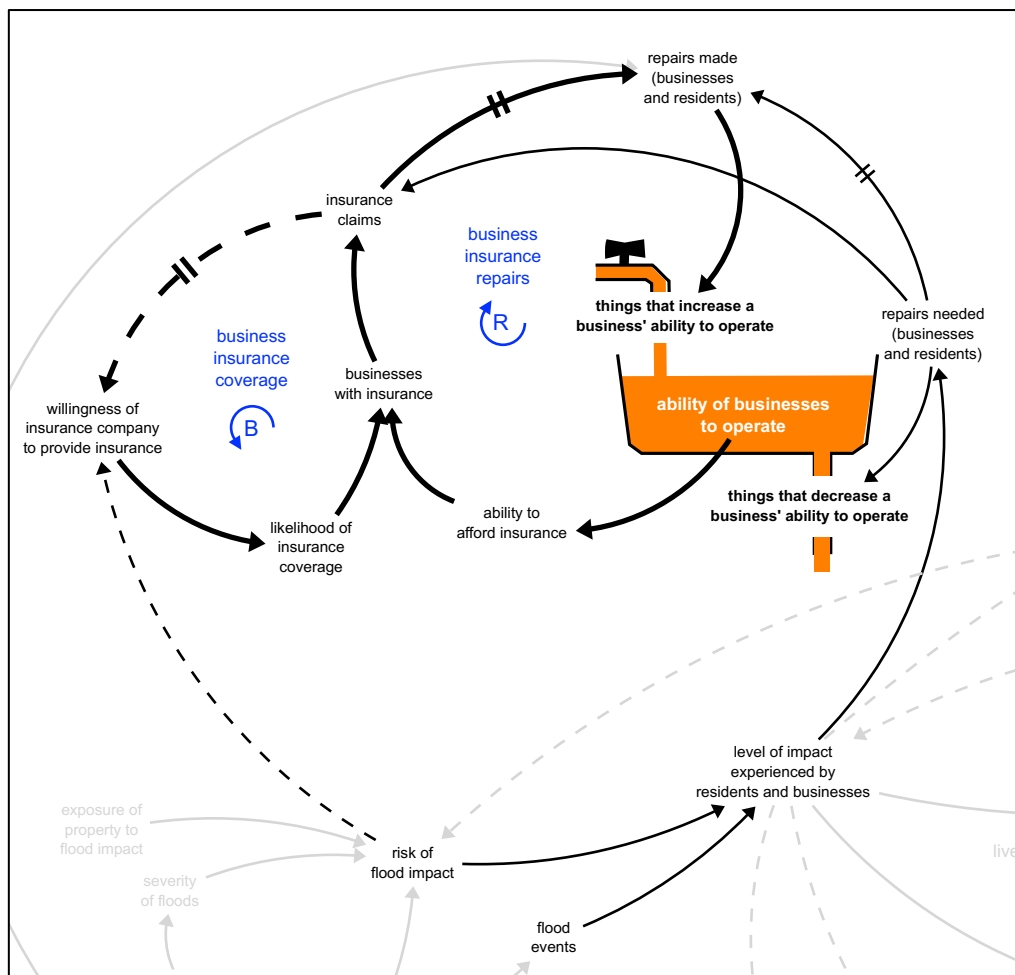 repairs made
(businesses
and residents)
insurance
claims
business
insurance
repairs
R
things that increase a
business' ability to operate
repairs needed
(businesses
and residents)
business
insurance
coverage
B
businesses
with insurance
willingness of
insurance company
to provide insurance
ability of businesses
to operate
things that decrease a
business' ability to operate
ability to
afford insurance
likelihood of
insurance
coverage
level of impact
experienced by
residents and businesses
exposure of
property to
flood impact
risk of
flood impact
severity
of floods
live
flood
events